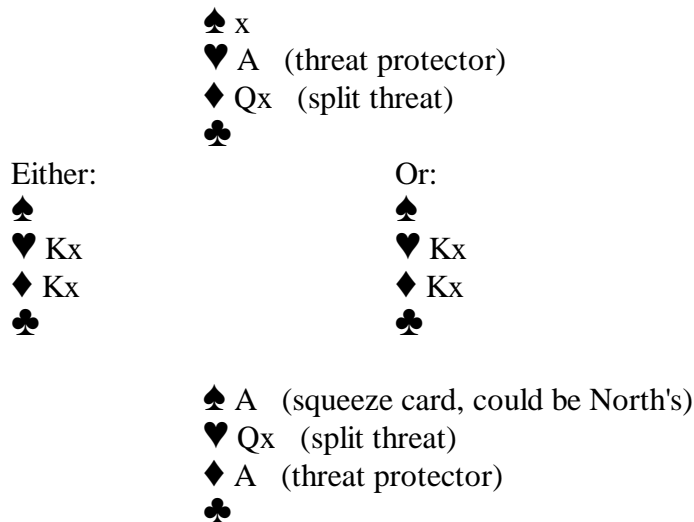 ♠ x
♥ A (threat protector)
♦ Qx (split threat)
♣
Either: Or:
♠ ♠
♥ Kx ♥ Kx
♦ Kx ♦ Kx
♣ ♣
♠ A (squeeze card, could be North's)
♥ Qx (split threat)
♦ A (threat protector)
♣